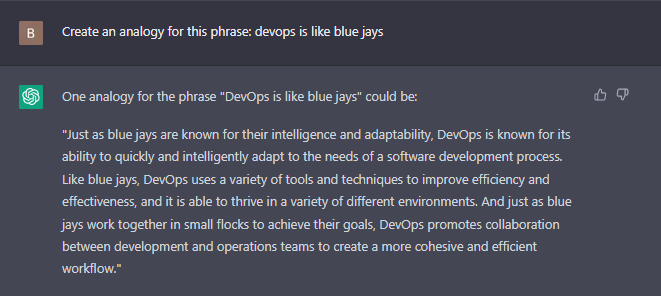 B
Create an analogy for this phrase: devops is like blue jays
One analogy for the phrase "DevOps is like blue jays" could be:
"Just as blue jays are known for their intelligence and adaptability, DevOps is known for its
ability to quickly and intelligently adapt to the needs of a software development process.
Like blue jays, DevOps uses a variety of tools and techniques to improve efficiency and
effectiveness, and it is able to thrive in a variety of different environments. And just as blue
jays work together in small flocks to achieve their goals, DevOps promotes collaboration
between development and operations teams to create a more cohesive and efficient
workflow."